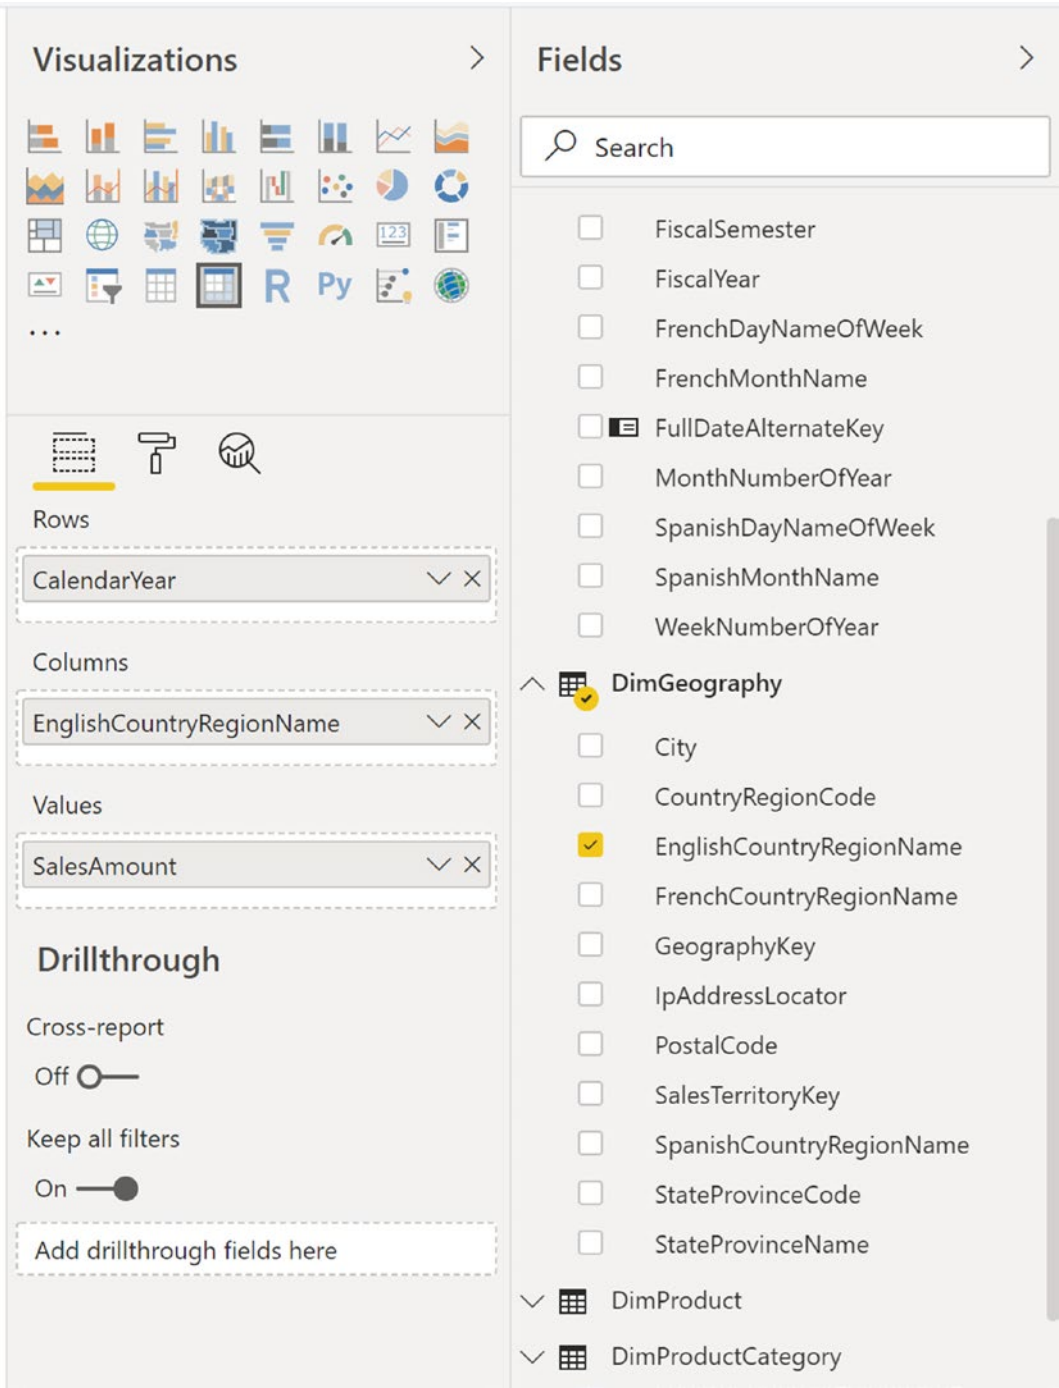 Visualizations
123
R
Py
...
Rows
CalendarYear
Columns
EnglishCountryRegionName
Values
SalesAmount
Drillthrough
Cross-report
Off
Keep all filters
On
Add drillthrough fields here
Fields
Search
FiscalSemester
FiscalYear
FrenchDayNameOfWeek
FrenchMonthName
FullDateAlternateKey
MonthNumberOfYear
SpanishDayNameOfWeek
SpanishMonthName
WeekNumberOfYear
DimGeography
City
CountryRegionCode
EnglishCountryRegionName
FrenchCountryRegionName
GeographyKey
IpAddressLocator
PostalCode
SalesTerritoryKey
SpanishCountryRegionName
StateProvinceCode
StateProvinceName
DimProduct
DimProductCategory